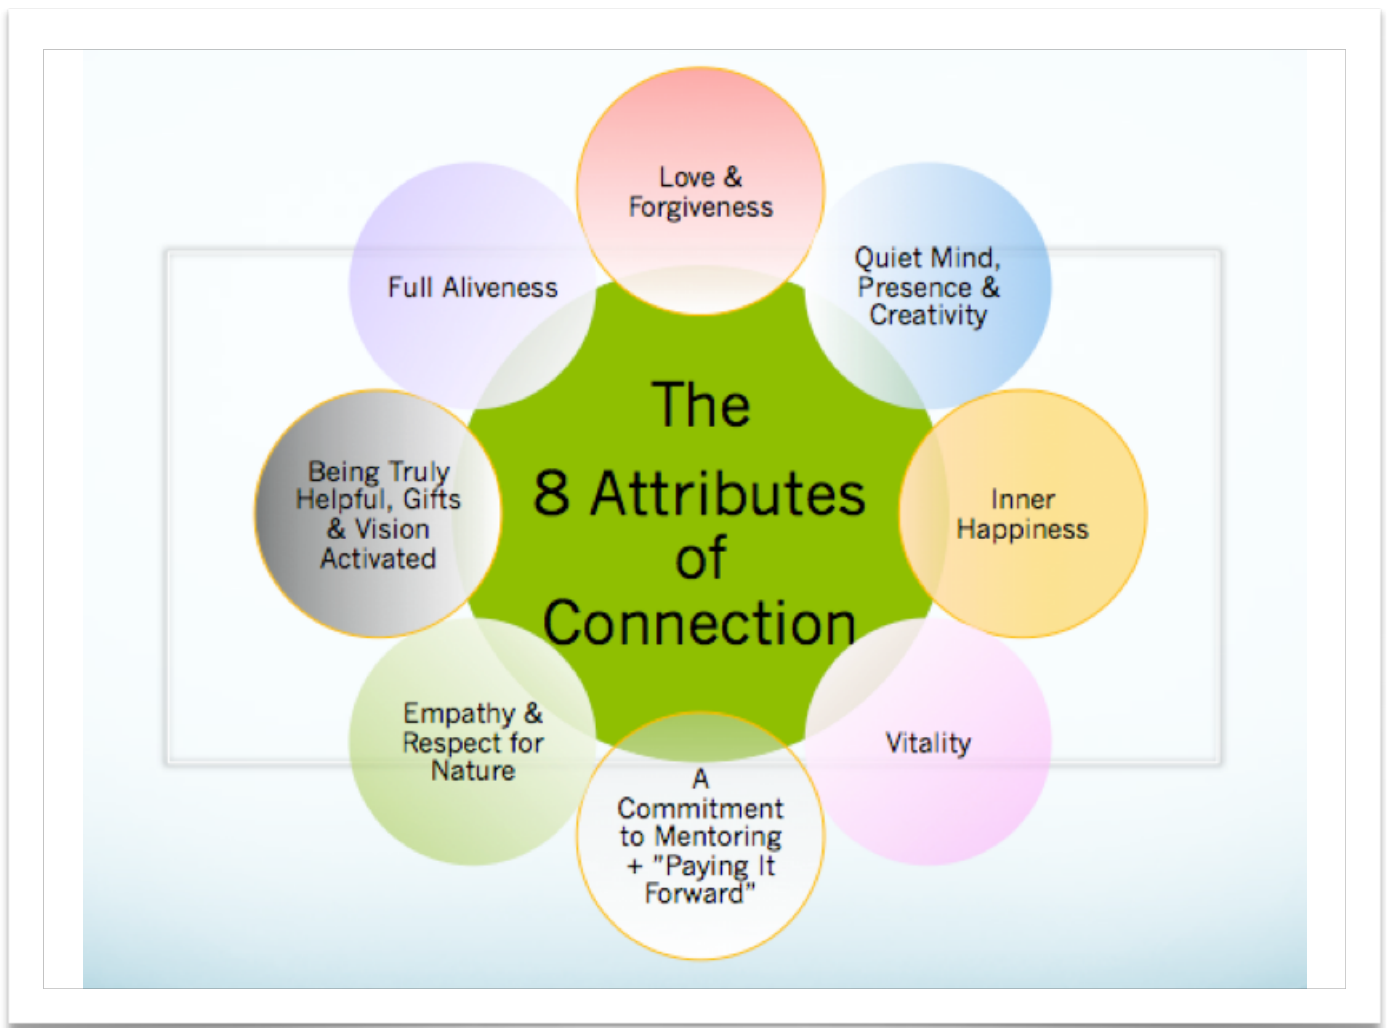 Love &
Forgiveness
Quiet Mind,
Presence &
Creativity
Full Aliveness
The
8 Attributes
of
Connection
Inner
Happiness
Being Truly
Helpful, Gifts
& Vision
Activated
Vitality
Empathy &
Respect for
Nature
A
Commitment
to Mentoring
+ "Paying It
Forward"